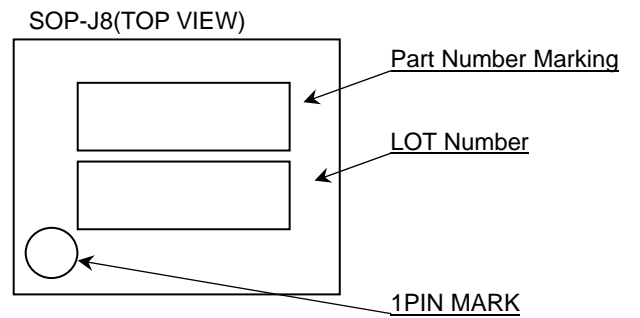 SOP-J8(TOP VIEW)
Part Number Marking
LOT Number
1PIN MARK